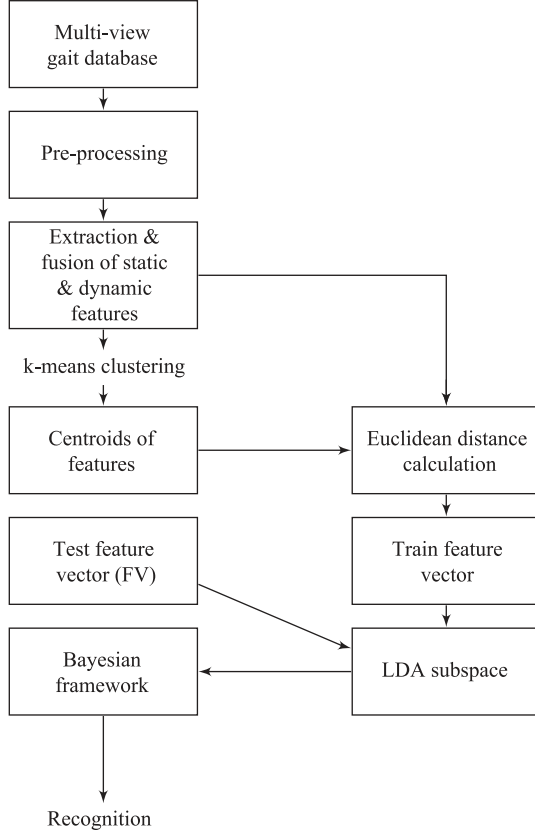 Multi-view
gait database
Pre-processing
Extraction &
fusion of static
& dynamic
features
k-means clustering
Centroids of
features
Euclidean distance
calculation
Test feature
vector (FV)
Train feature
vector
Bayesian
framework
LDA subspace
Recognition